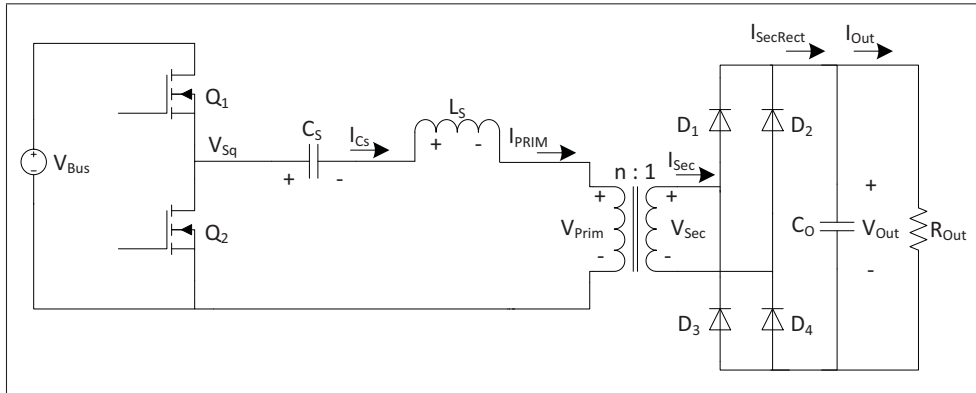 I_SecRect
I_Out
Q_1
L_S
D_1
D_2
C_S
I_Cs
I_PRIM
V_Sq
+
-
V_Bus
+
-
+
-
n : 1
I_Sec
+
+
+
Q_2
V_Prim
V_Sec
C_O
V_Out
R_Out
-
-
-
D_3
D_4